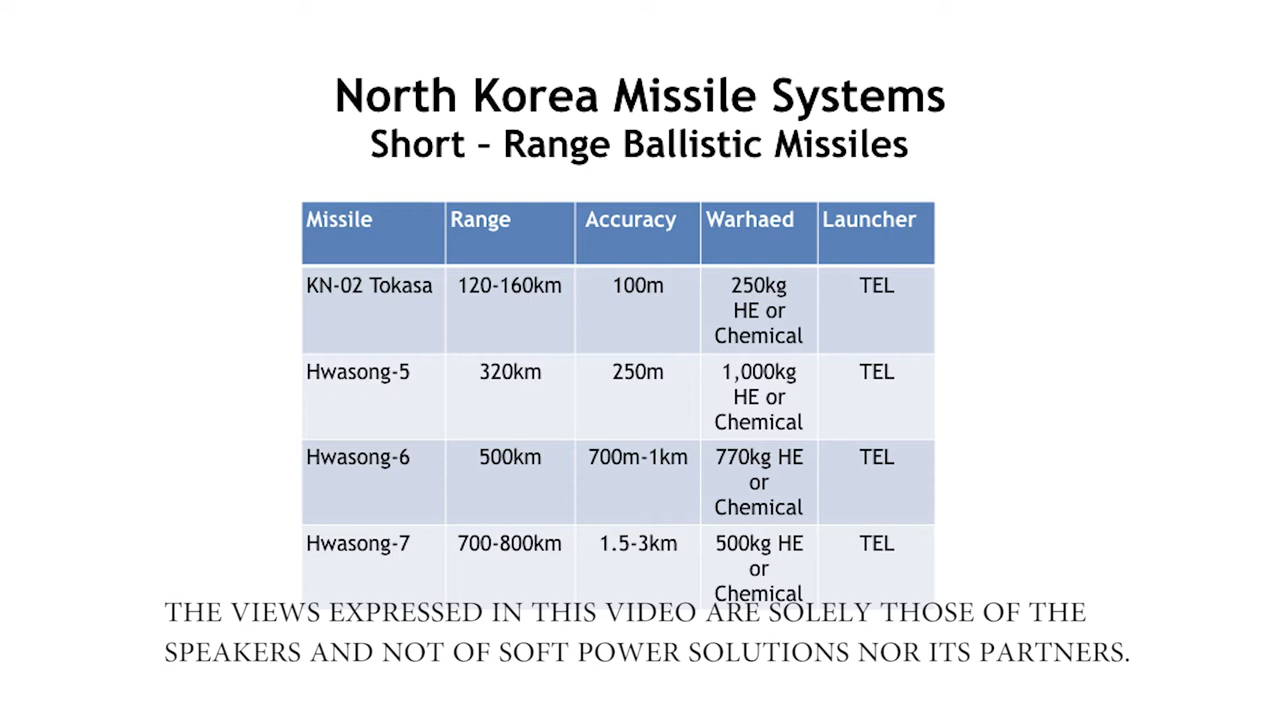 North Korea Missile Systems
Short – Range Ballistic Missiles
Missile Range Accuracy Warhaed Launcher
KN-02 Tokasa 120-160km 100m 250kg TEL
HE or
Chemical
Hwasong-5 320km 250m 1,000kg TEL
HE or
Chemical
Hwasong-6 500km 700m-1km 770kg HE TEL
or
Chemical
Hwasong-7 700-800km 1.5-3km 500kg HE TEL
or
Chemical
THE VIEWS EXPRESSED IN THIS VIDEO ARE SOLELY THOSE OF THE
SPEAKERS AND NOT OF SOFT POWER SOLUTIONS NOR ITS PARTNERS.